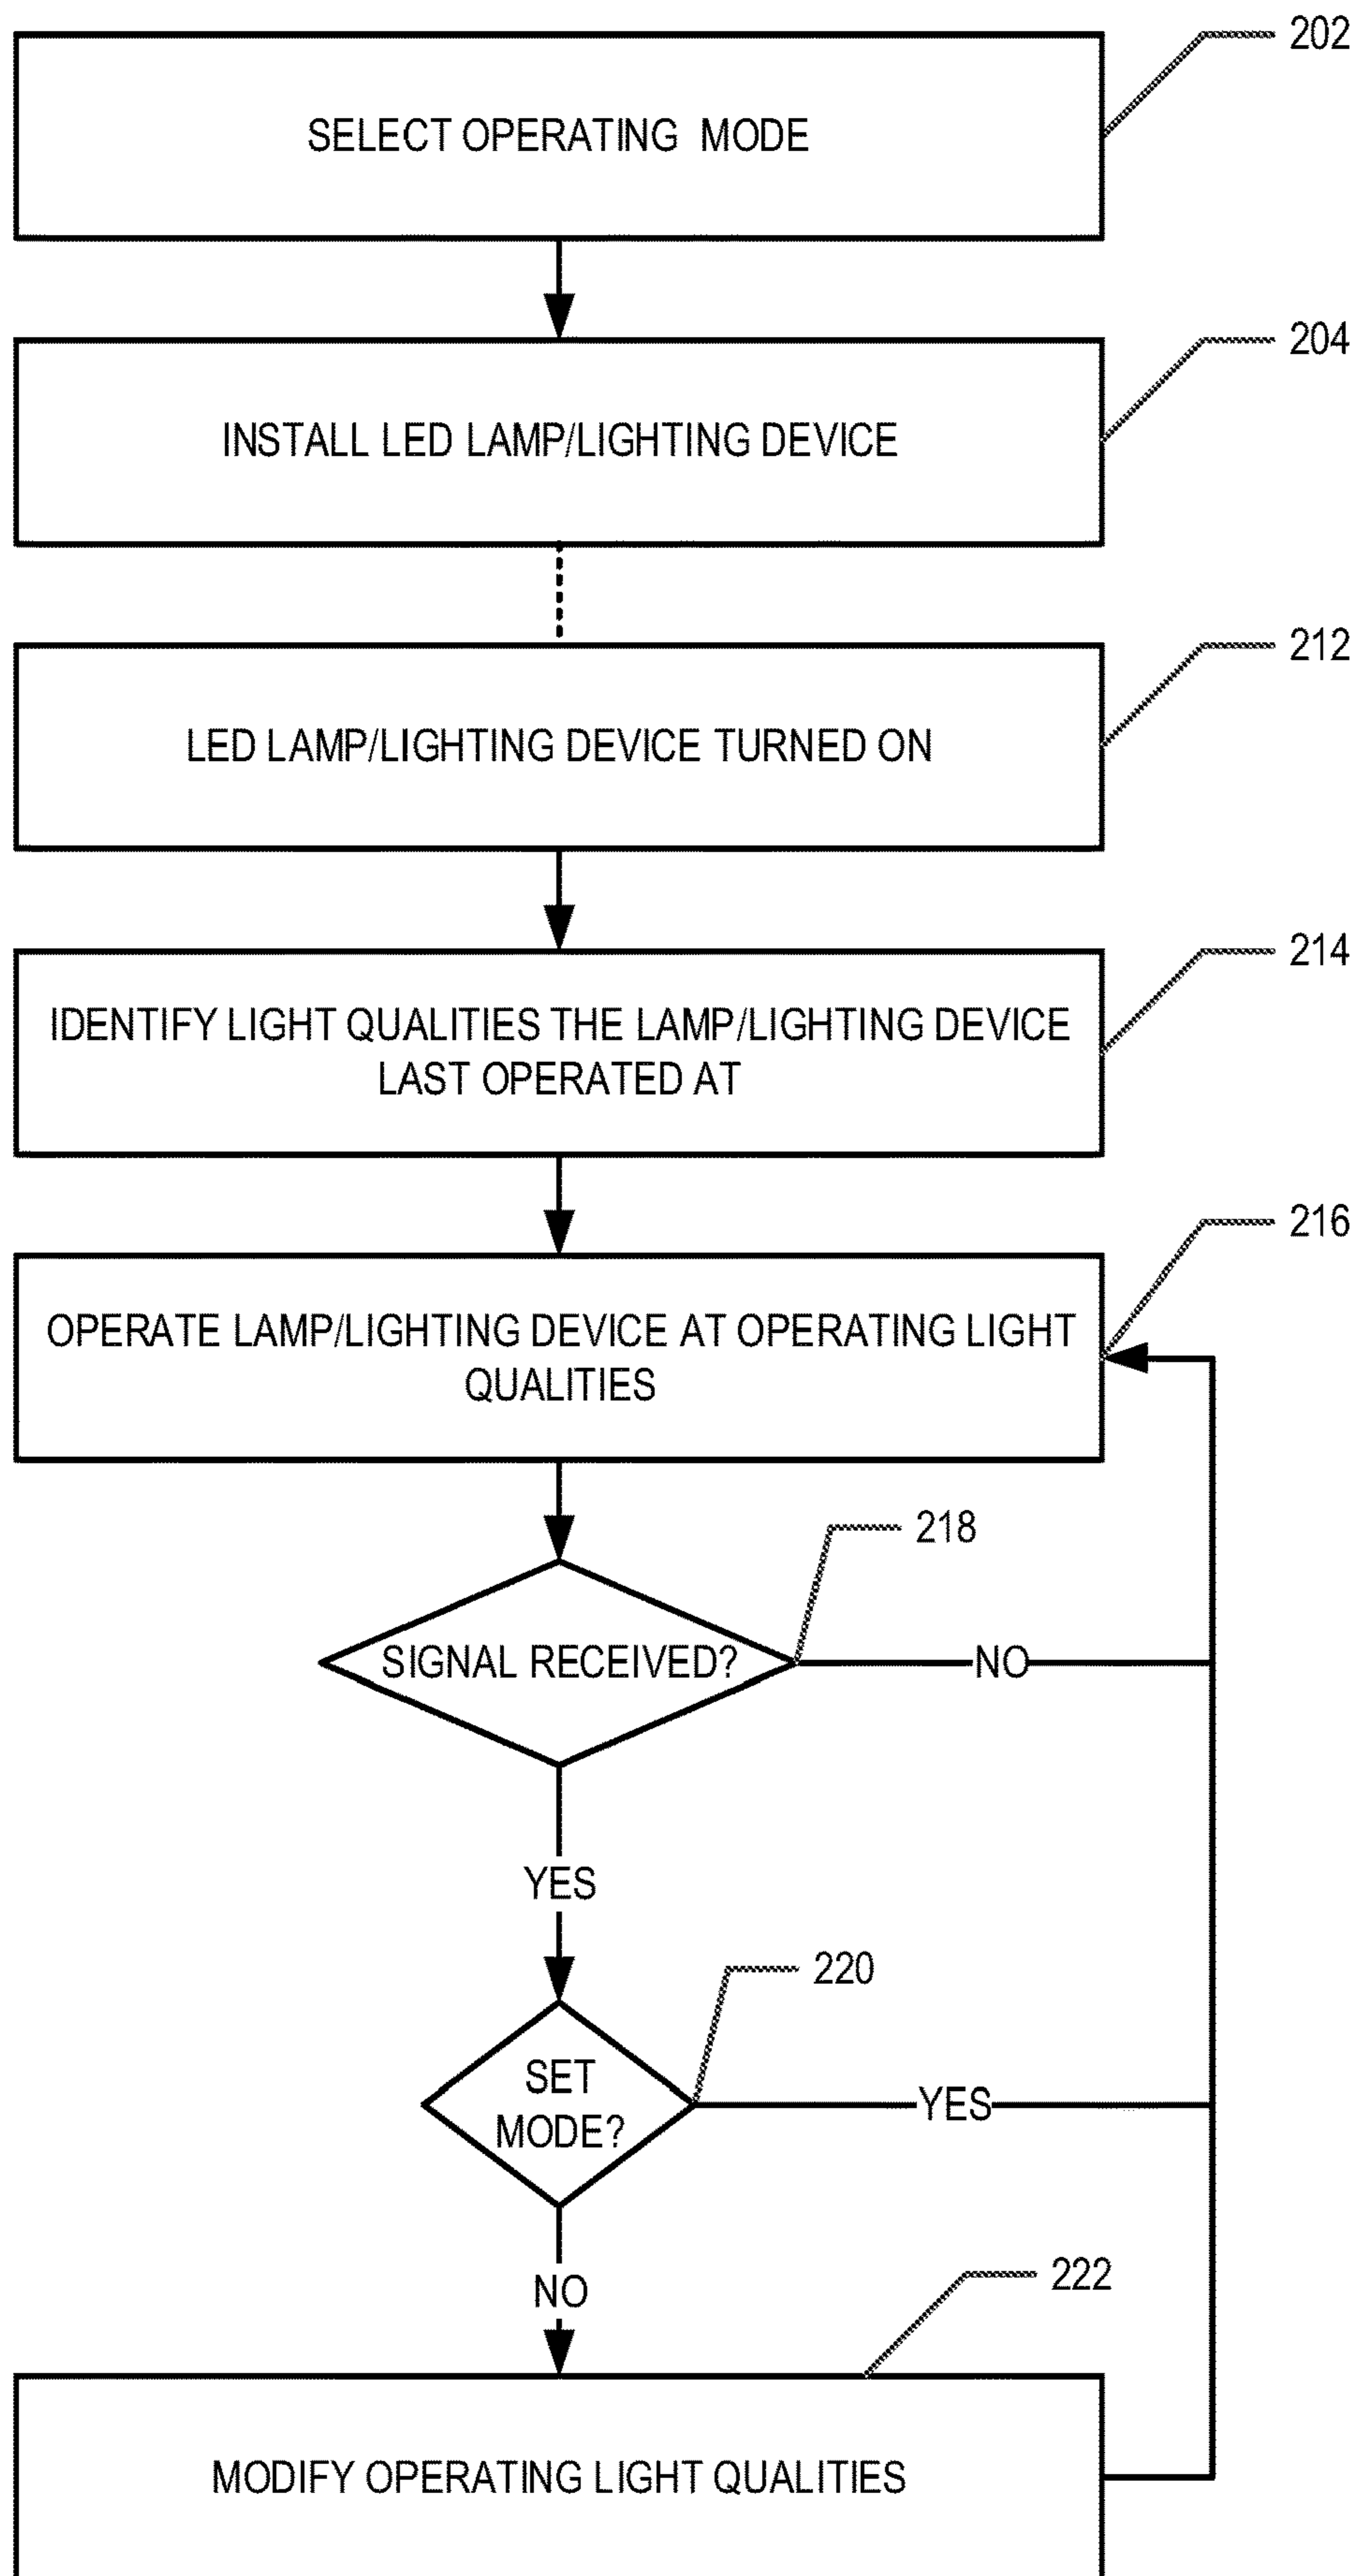 202
SELECT OPERATING MODE
204
INSTALL LED LAMP/LIGHTING DEVICE
212
LED LAMP/LIGHTING DEVICE TURNED ON
214
IDENTIFY LIGHT QUALITIES THE LAMP/LIGHTING DEVICE
LAST OPERATED AT
216
OPERATE LAMP/LIGHTING DEVICE AT OPERATING LIGHT
QUALITIES
218
SIGNAL RECEIVED?
NO
YES
220
SET
MODE?
YES
NO
222
MODIFY OPERATING LIGHT QUALITIES